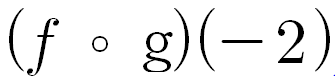 (f ∘ g)(−2)